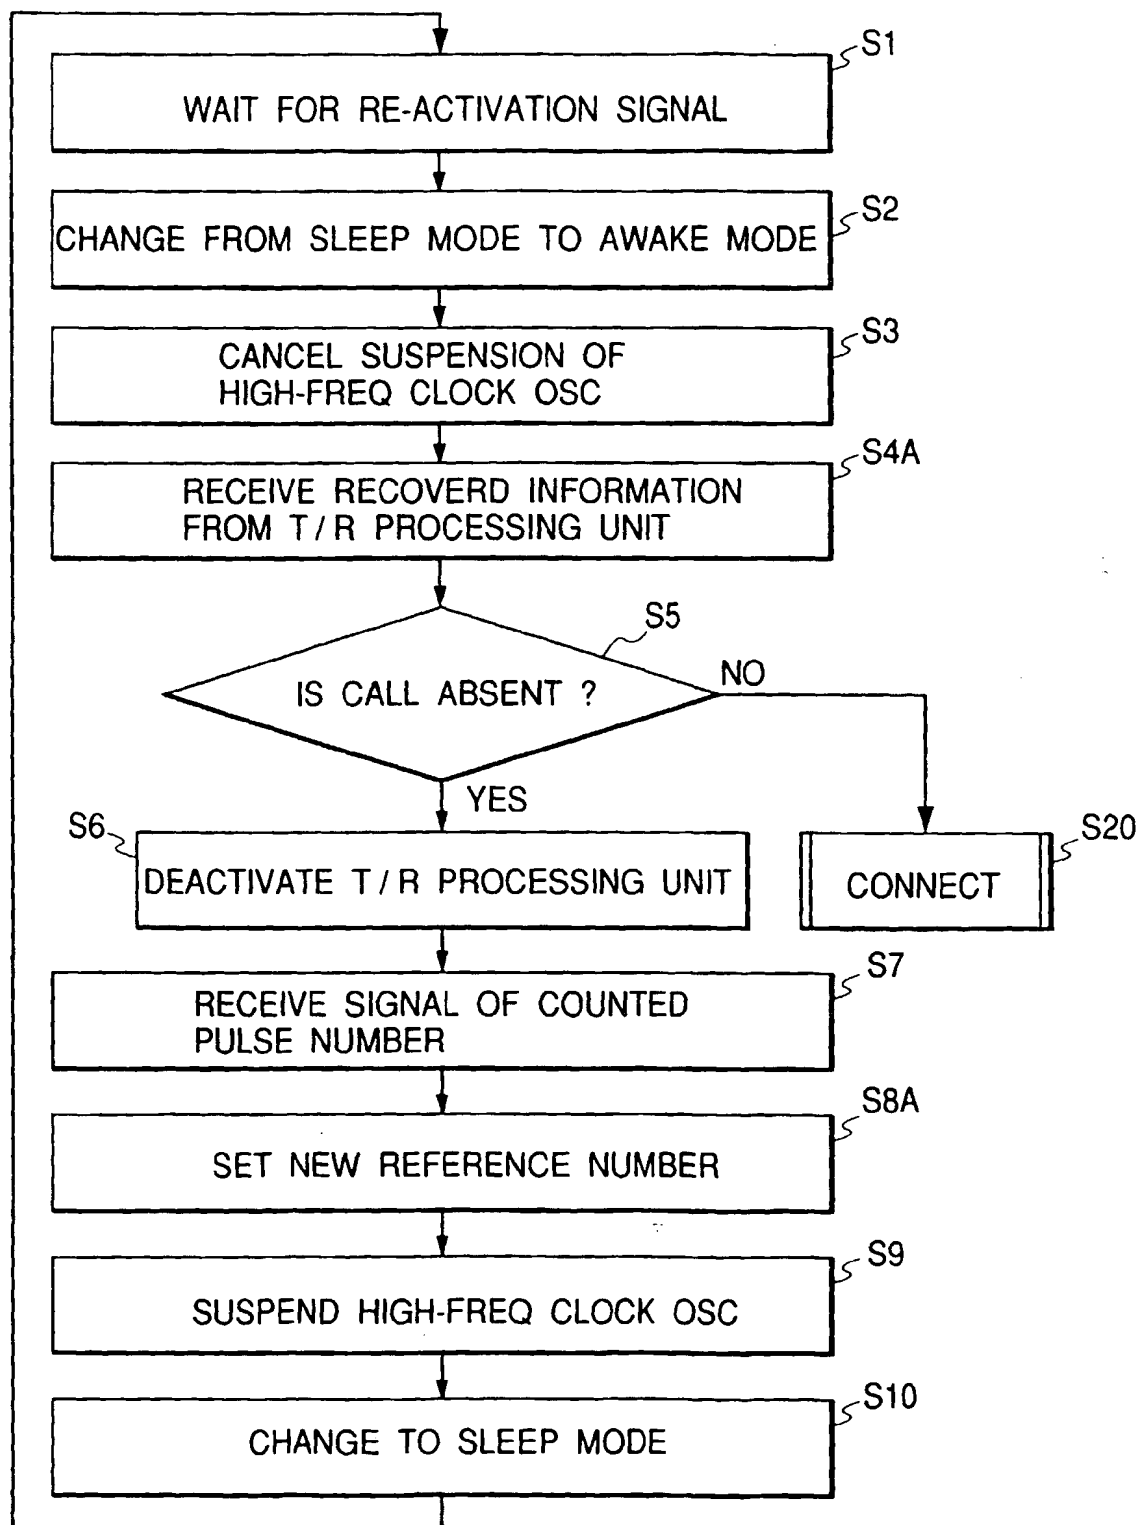 S1
WAIT FOR RE-ACTIVATION SIGNAL
S2
CHANGE FROM SLEEP MODE TO AWAKE MODE
S3
CANCEL SUSPENSION OF
HIGH-FREQ CLOCK OSC
S4A
RECEIVE RECOVERD INFORMATION
FROM T/R PROCESSING UNIT
S5
IS CALL ABSENT ?
NO
YES
S6
DEACTIVATE T/R PROCESSING UNIT
S20
CONNECT
S7
RECEIVE SIGNAL OF COUNTED
PULSE NUMBER
S8A
SET NEW REFERENCE NUMBER
S9
SUSPEND HIGH-FREQ CLOCK OSC
S10
CHANGE TO SLEEP MODE